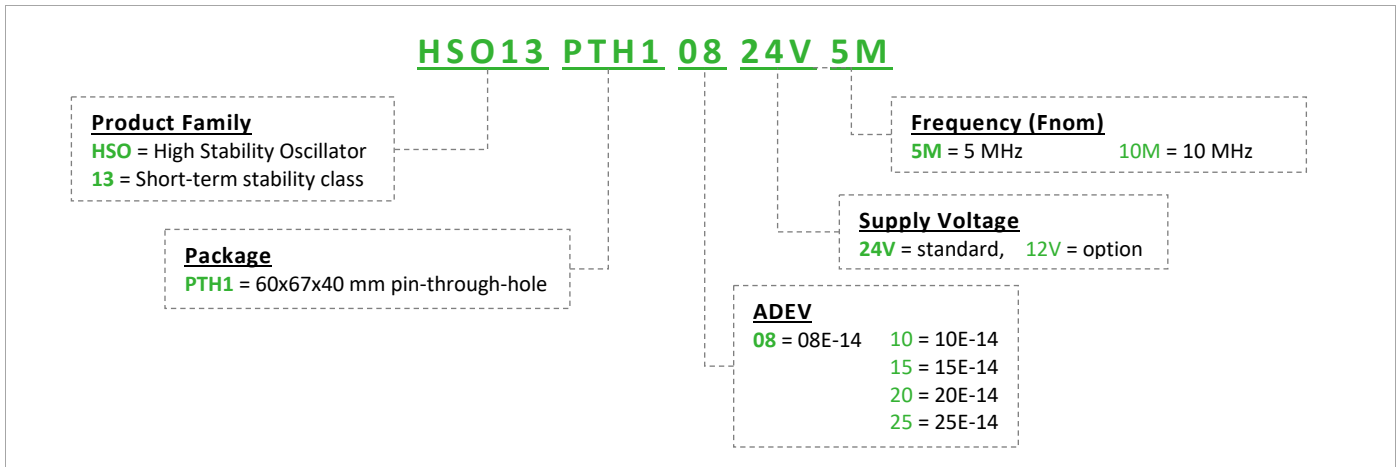 HSO13 PTH1 08 24V 5M
Product Family
HSO = High Stability Oscillator
13 = Short-term stability class
Package
PTH1 = 60x67x40 mm pin-through-hole
Frequency (Fnom)
5M = 5 MHz 10M = 10 MHz
Supply Voltage
24V = standard, 12V = option
ADEV
08 = 08E-14 10 = 10E-14
15 = 15E-14
20 = 20E-14
25 = 25E-14